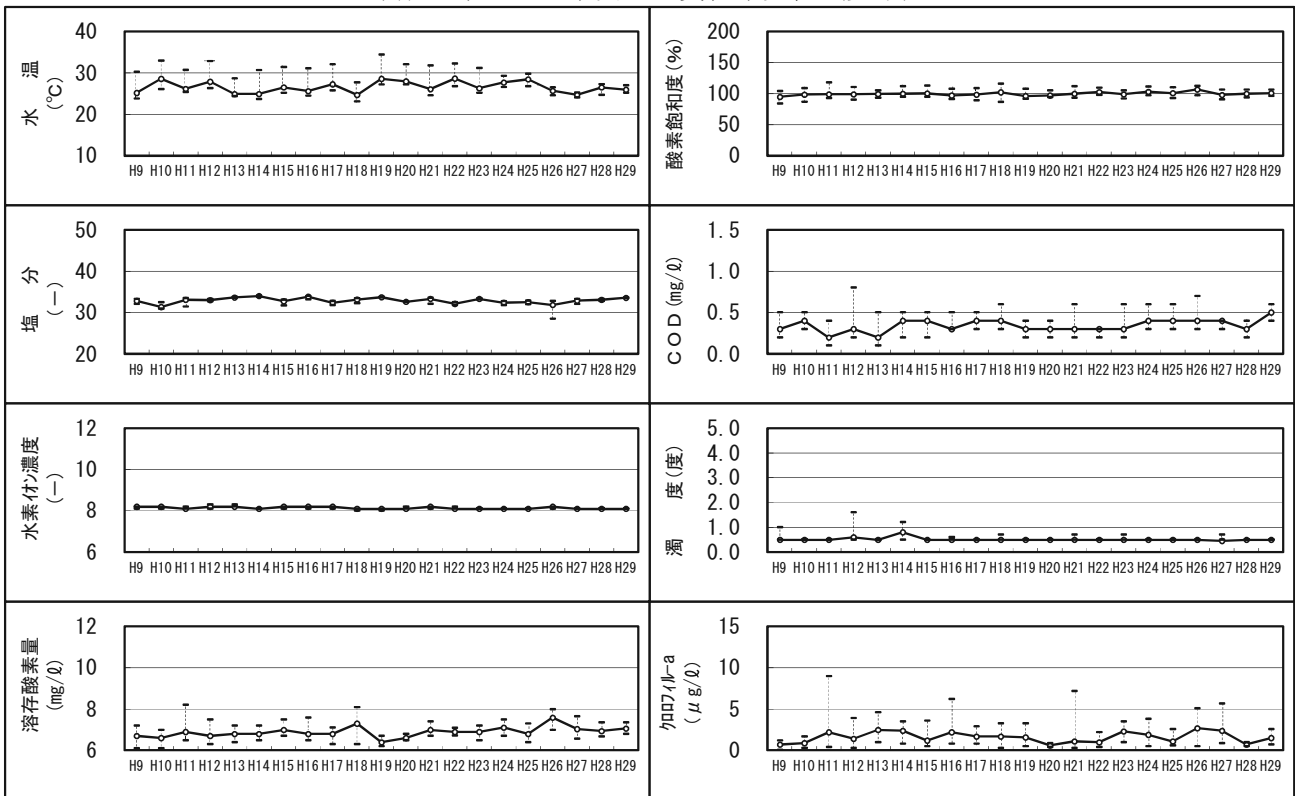 水 温
(℃)
40
30
20
10
H9 H10 H11 H12 H13 H14 H15 H16 H17 H18 H19 H20 H21 H22 H23 H24 H25 H26 H27 H28 H29
酸素飽和度(%)
200
150
100
50
0
H9 H10 H11 H12 H13 H14 H15 H16 H17 H18 H19 H20 H21 H22 H23 H24 H25 H26 H27 H28 H29
塩 分
(－)
50
40
30
20
H9 H10 H11 H12 H13 H14 H15 H16 H17 H18 H19 H20 H21 H22 H23 H24 H25 H26 H27 H28 H29
COD(mg/ℓ)
1.5
1.0
0.5
0.0
H9 H10 H11 H12 H13 H14 H15 H16 H17 H18 H19 H20 H21 H22 H23 H24 H25 H26 H27 H28 H29
水素ｲｵﾝ濃度
(－)
12
10
8
6
H9 H10 H11 H12 H13 H14 H15 H16 H17 H18 H19 H20 H21 H22 H23 H24 H25 H26 H27 H28 H29
濁 度(度)
5.0
4.0
3.0
2.0
1.0
0.0
H9 H10 H11 H12 H13 H14 H15 H16 H17 H18 H19 H20 H21 H22 H23 H24 H25 H26 H27 H28 H29
溶存酸素量
(mg/ℓ)
12
10
8
6
H9 H10 H11 H12 H13 H14 H15 H16 H17 H18 H19 H20 H21 H22 H23 H24 H25 H26 H27 H28 H29
ｸﾛﾛﾌｨﾙ-a
(μg/ℓ)
15
10
5
0
H9 H10 H11 H12 H13 H14 H15 H16 H17 H18 H19 H20 H21 H22 H23 H24 H25 H26 H27 H28 H29